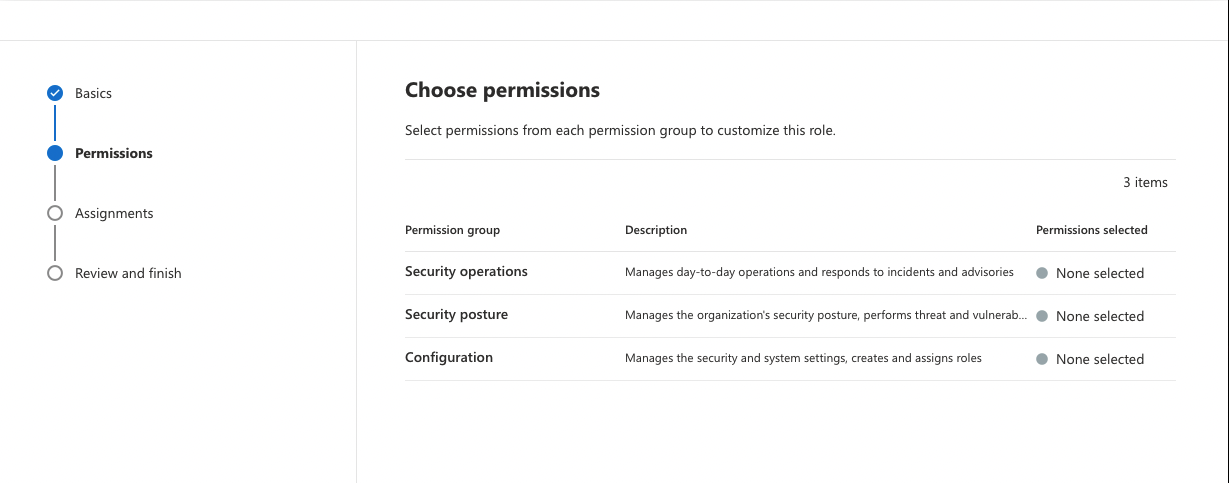 Basics
Permissions
Assignments
Review and finish
Choose permissions
Select permissions from each permission group to customize this role.
3 items
Permission group Description Permissions selected
Security operations Manages day-to-day operations and responds to incidents and advisories None selected
Security posture Manages the organization's security posture, performs threat and vulnerab... None selected
Configuration Manages the security and system settings, creates and assigns roles None selected